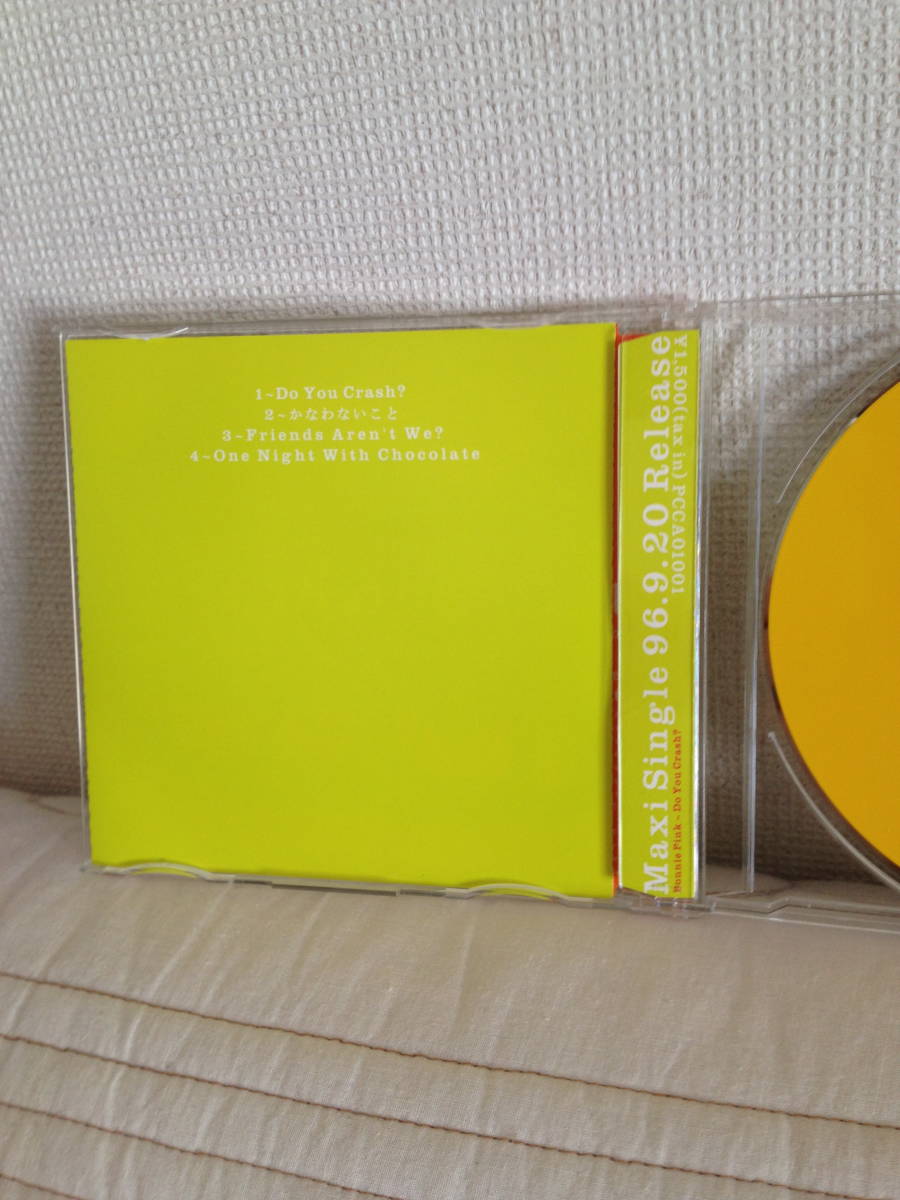 1~Do You Crash?
2~かなわないこと
3~Friends Aren't We?
4~One Night With Chocolate
¥1,500(tax in) PCCA01001
Maxi Single 96.9.20 Release
Bonnie Pink ~ Do You Crash?